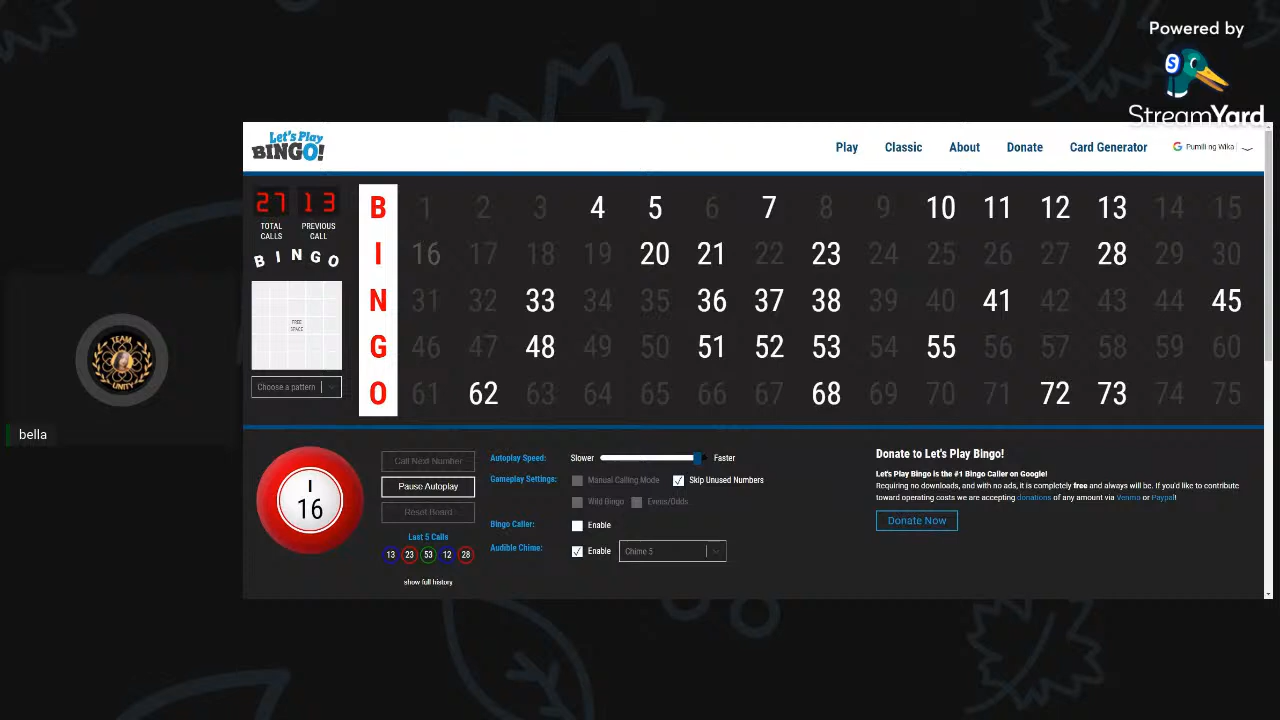 Powered by
StreamYard
Let's Play
BINGO!
Play Classic About Donate Card Generator G Pumili ng Wika
27 13
TOTAL CALLS PREVIOUS CALL
BINGO
FREE SPACE
Choose a pattern
B 1 2 3 4 5 6 7 8 9 10 11 12 13 14 15
I 16 17 18 19 20 21 22 23 24 25 26 27 28 29 30
N 31 32 33 34 35 36 37 38 39 40 41 42 43 44 45
G 46 47 48 49 50 51 52 53 54 55 56 57 58 59 60
O 61 62 63 64 65 66 67 68 69 70 71 72 73 74 75
TEAM
UNITY
bella
I
16
Call Next Number
Pause Autoplay
Reset Board
Last 5 Calls
13 23 53 12 28
show full history
Autoplay Speed: Slower Faster
Gameplay Settings: Manual Calling Mode Skip Unused Numbers
Wild Bingo Evens/Odds
Bingo Caller: Enable
Audible Chime: Enable Chime 5
Donate to Let's Play Bingo!
Let's Play Bingo is the #1 Bingo Caller on Google!
Requiring no downloads, and with no ads, it is completely free and always will be. If you'd like to contribute
toward operating costs we are accepting donations of any amount via Venmo or Paypal!
Donate Now